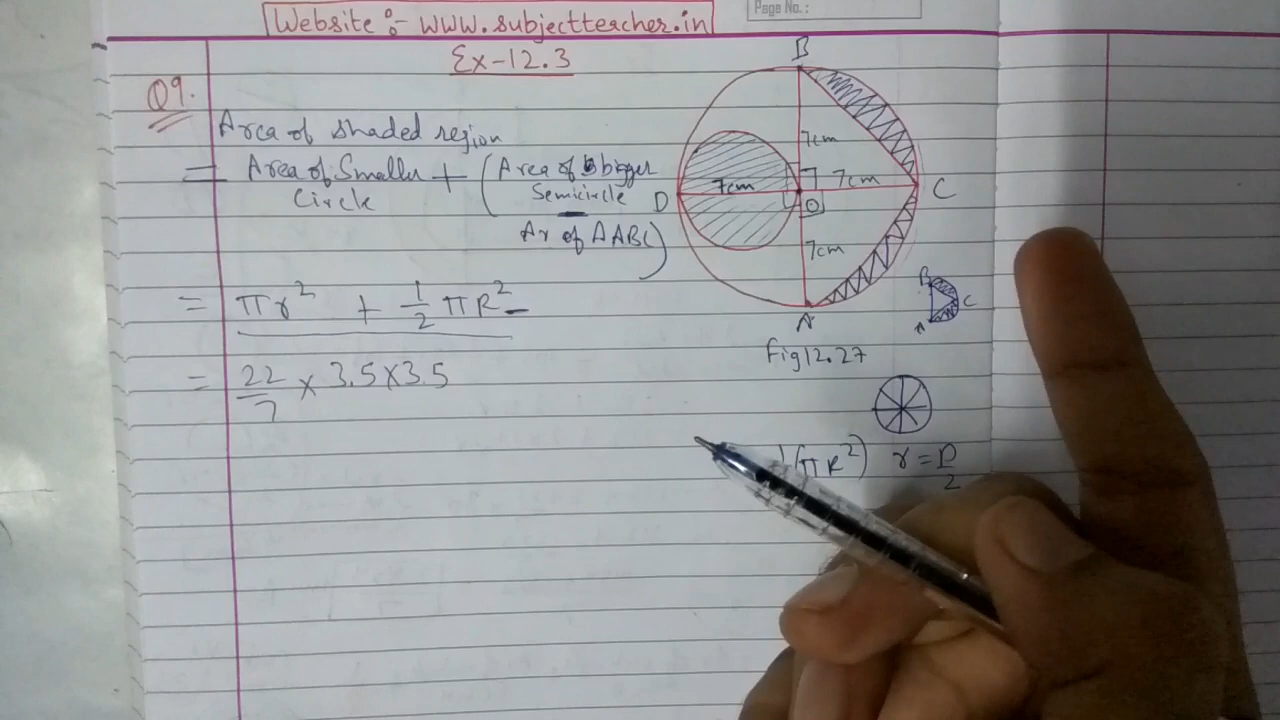 Page No.:
Website :- www.subjectteacher.in
Ex-12.3
Q9.
Area of shaded region
= Area of Smaller Circle + (Area of bigger Semicircle - Ar of ΔABC)
= πr² + 1/2 πR² -
= 22/7 × 3.5 × 3.5
B
7cm
7cm
7cm
D
O
C
7cm
A
Fig 12.27
B
C
A
(πR²) r = D/2